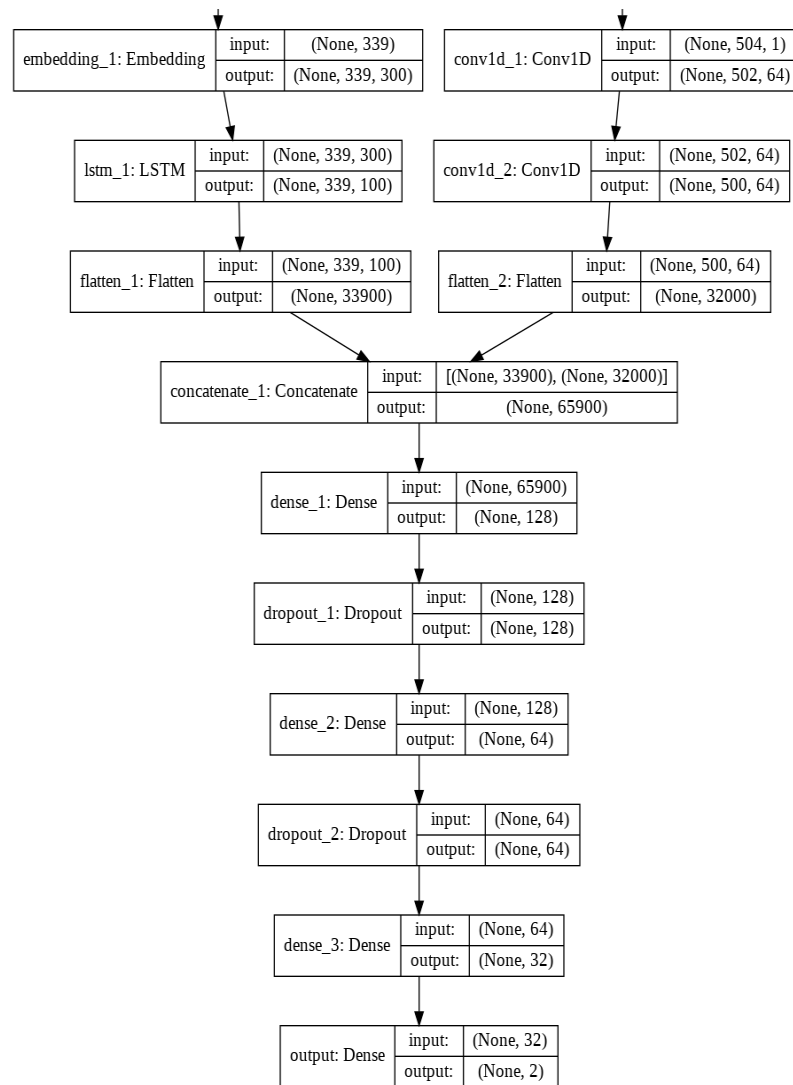 embedding_1: Embedding
input:
(None, 339)
output:
(None, 339, 300)
conv1d_1: Conv1D
input:
(None, 504, 1)
output:
(None, 502, 64)
lstm_1: LSTM
input:
(None, 339, 300)
output:
(None, 339, 100)
conv1d_2: Conv1D
input:
(None, 502, 64)
output:
(None, 500, 64)
flatten_1: Flatten
input:
(None, 339, 100)
output:
(None, 33900)
flatten_2: Flatten
input:
(None, 500, 64)
output:
(None, 32000)
concatenate_1: Concatenate
input:
[(None, 33900), (None, 32000)]
output:
(None, 65900)
dense_1: Dense
input:
(None, 65900)
output:
(None, 128)
dropout_1: Dropout
input:
(None, 128)
output:
(None, 128)
dense_2: Dense
input:
(None, 128)
output:
(None, 64)
dropout_2: Dropout
input:
(None, 64)
output:
(None, 64)
dense_3: Dense
input:
(None, 64)
output:
(None, 32)
output: Dense
input:
(None, 32)
output:
(None, 2)